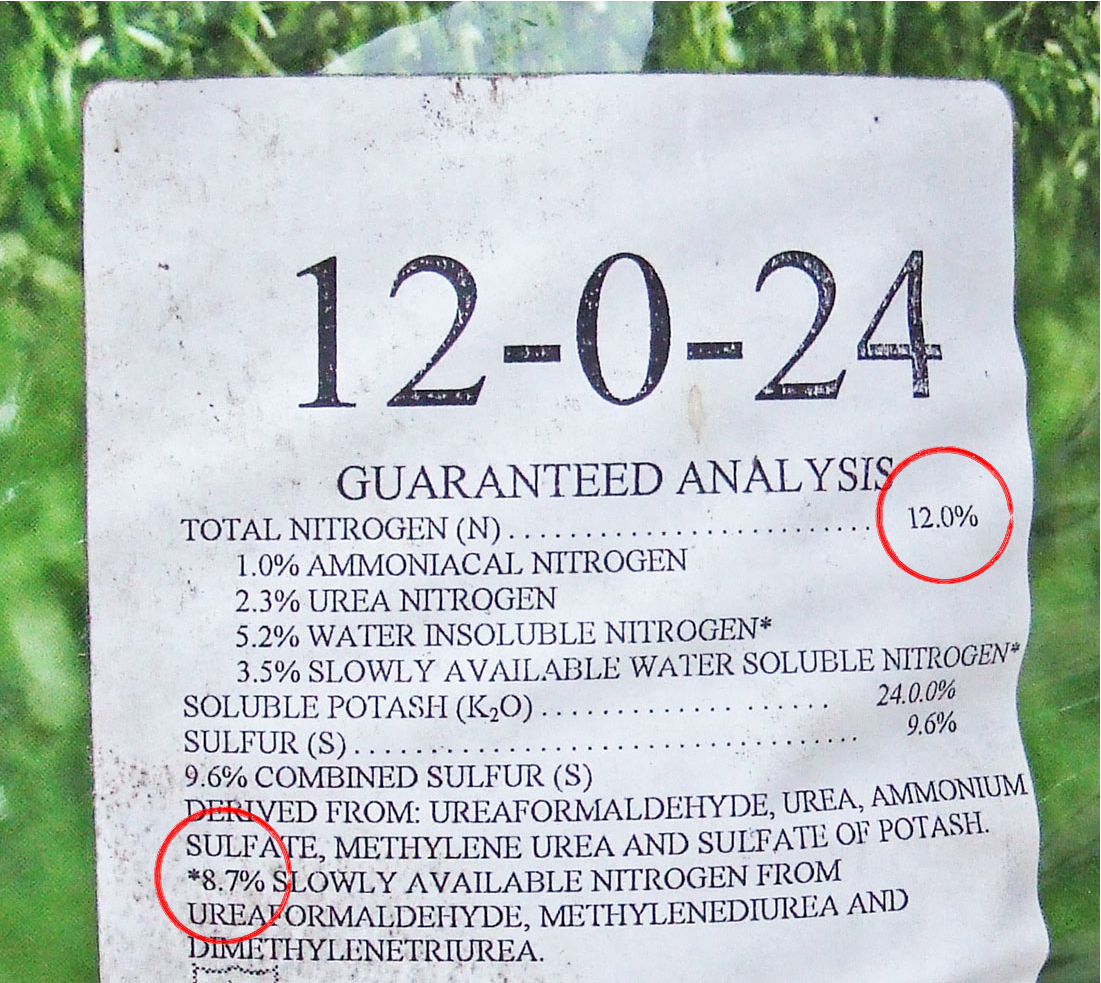 12-0-24
GUARANTEED ANALYSIS
TOTAL NITROGEN (N).......................... 12.0%
1.0% AMMONIACAL NITROGEN
2.3% UREA NITROGEN
5.2% WATER INSOLUBLE NITROGEN*
3.5% SLOWLY AVAILABLE WATER SOLUBLE NITROGEN*
SOLUBLE POTASH (K₂O)............... ....... 24.0.0%
SULFUR (S)....................................... 9.6%
9.6% COMBINED SULFUR (S)
DERIVED FROM: UREAFORMALDEHYDE, UREA, AMMONIUM
SULFATE, METHYLENE UREA AND SULFATE OF POTASH.
*8.7% SLOWLY AVAILABLE NITROGEN FROM
UREAFORMALDEHYDE, METHYLENEDIUREA AND
DIMETHYLENETRIUREA.